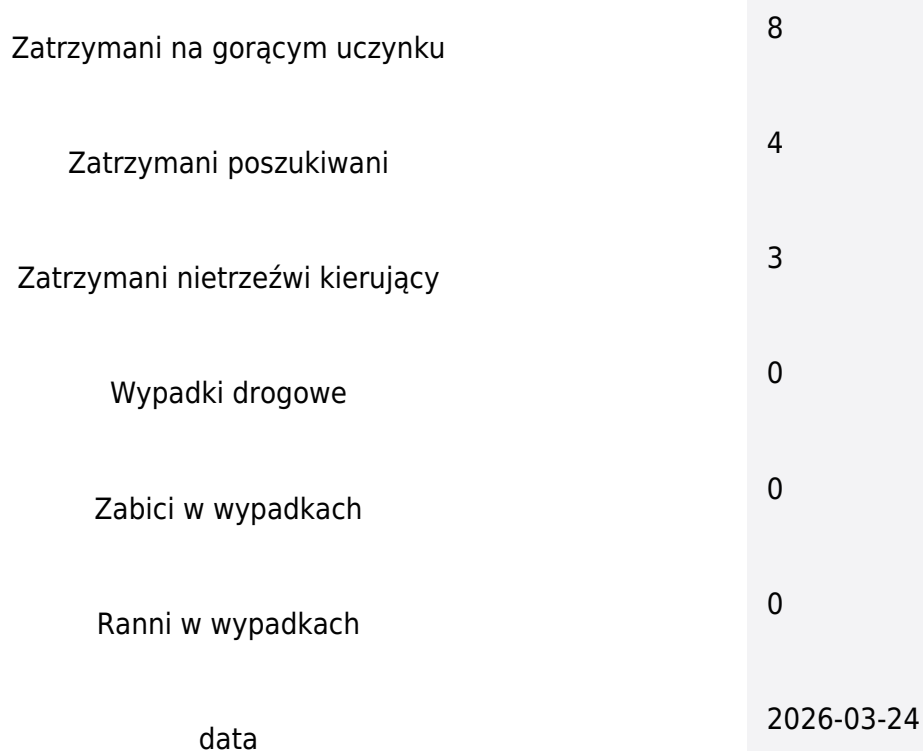 Zatrzymani na gorącym uczynku 8
Zatrzymani poszukiwani 4
Zatrzymani nietrzeźwi kierujący 3
Wypadki drogowe 0
Zabici w wypadkach 0
Ranni w wypadkach 0
data 2026-03-24